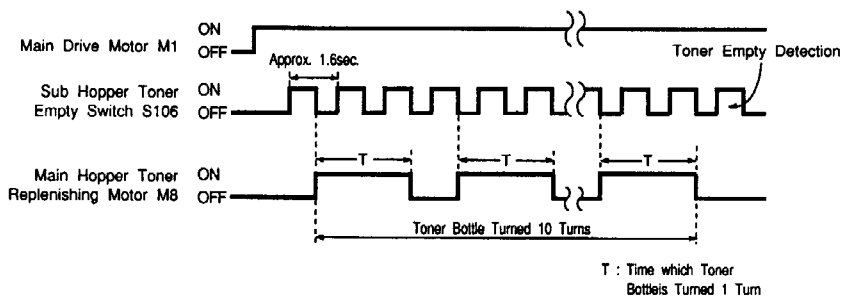 ON
Main Drive Motor M1
OFF
Approx. 1.6sec.
Toner Empty Detection
Sub Hopper Toner
ON
Empty Switch S106
OFF
T
T
T
Main Hopper Toner
ON
Replenishing Motor M8
OFF
Toner Bottle Turned 10 Turns
T : Time which Toner
Bottleis Turned 1 Turn